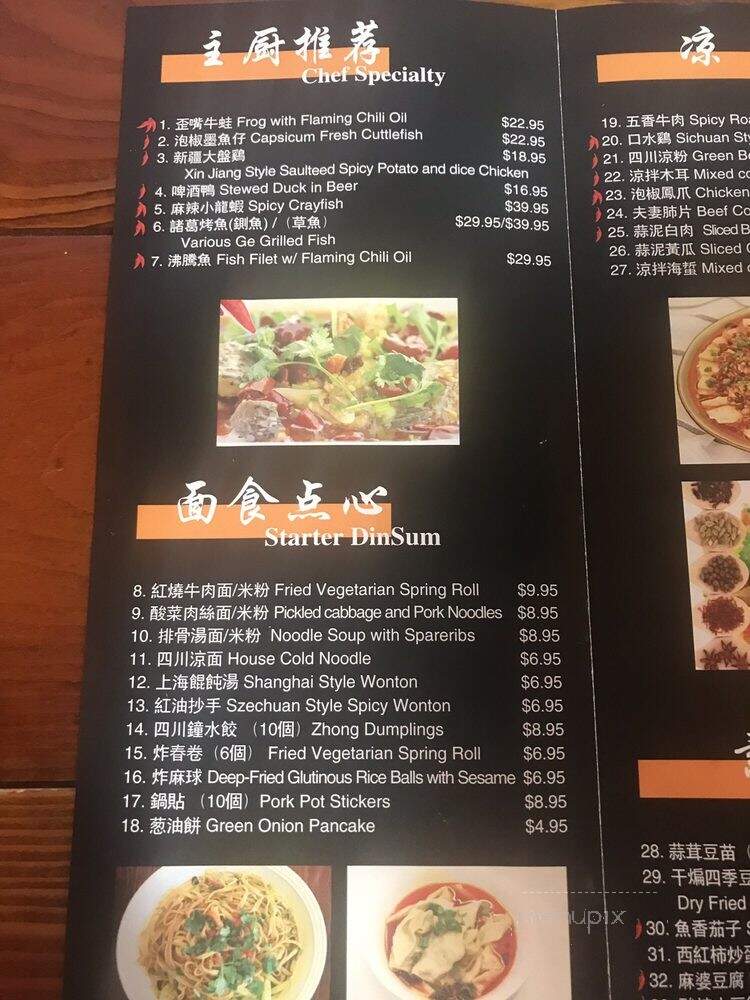 主厨推荐
Chef Specialty
1. 歪嘴牛蛙 Frog with Flaming Chili Oil $22.95
2. 泡椒墨魚仔 Capsicum Fresh Cuttlefish $22.95
3. 新疆大盤鷄 $18.95
Xin Jiang Style Saulteed Spicy Potato and dice Chicken
4. 啤酒鴨 Stewed Duck in Beer $16.95
5. 麻辣小龍蝦 Spicy Crayfish $39.95
6. 諸葛烤魚(鍘魚) /（草魚） $29.95/$39.95
Various Ge Grilled Fish
7. 沸騰魚 Fish Filet w/ Flaming Chili Oil $29.95
面食点心
Starter DinSum
8. 紅燒牛肉面/米粉 Fried Vegetarian Spring Roll $9.95
9. 酸菜肉絲面/米粉 Pickled cabbage and Pork Noodles $8.95
10. 排骨湯面/米粉 Noodle Soup with Spareribs $8.95
11. 四川涼面 House Cold Noodle $6.95
12. 上海餛飩湯 Shanghai Style Wonton $6.95
13. 紅油抄手 Szechuan Style Spicy Wonton $6.95
14. 四川鐘水餃 （10個）Zhong Dumplings $8.95
15. 炸春卷（6個） Fried Vegetarian Spring Roll $6.95
16. 炸麻球 Deep-Fried Glutinous Rice Balls with Sesame $6.95
17. 鍋貼 （10個）Pork Pot Stickers $8.95
18. 葱油餅 Green Onion Pancake $4.95
凉
19. 五香牛肉 Spicy Roa
20. 口水鷄 Sichuan Sty
21. 四川涼粉 Green Be
22. 涼拌木耳 Mixed co
23. 泡椒鳳爪 Chicken
24. 夫妻肺片 Beef Co
25. 蒜泥白肉 Sliced B
26. 蒜泥黃瓜 Sliced C
27. 涼拌海蜇 Mixed c
28. 蒜茸豆苗（
29. 干煸四季豆
Dry Fried
30. 魚香茄子 S
31. 西紅柿炒蛋
32. 麻婆豆腐
menupix